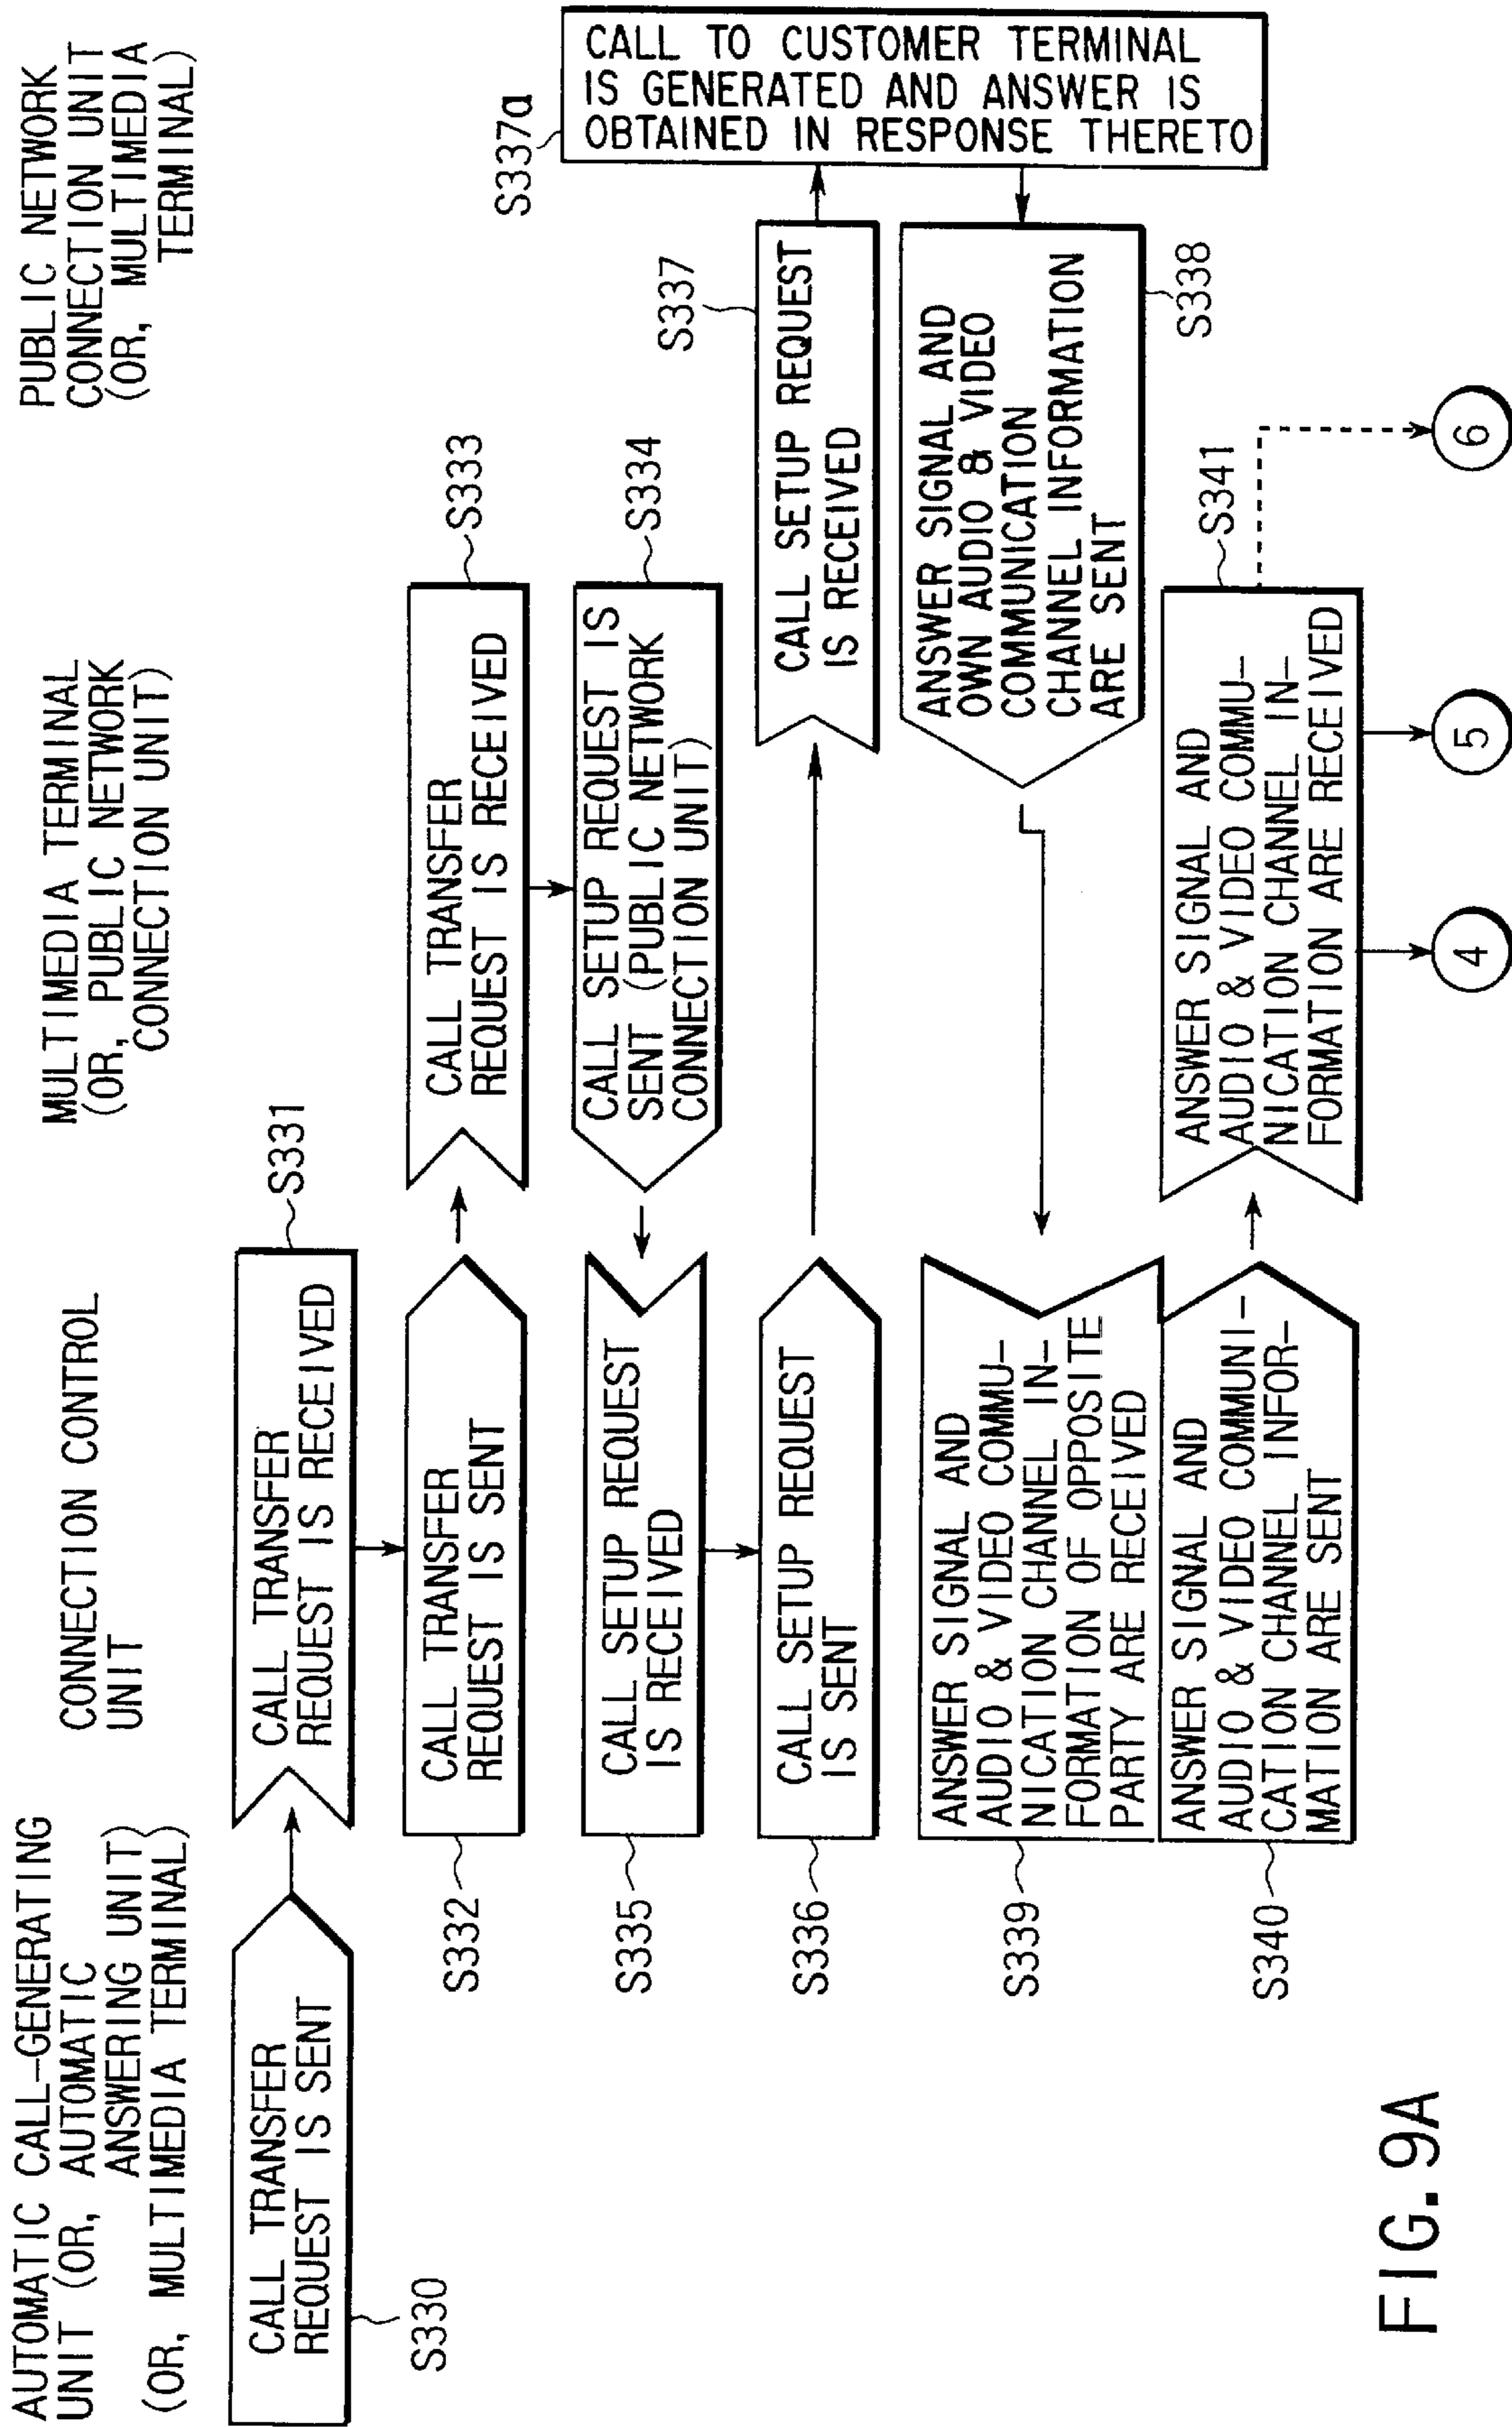 AUTOMATIC CALL-GENERATING
UNIT (OR, AUTOMATIC
ANSWERING UNIT)
(OR, MULTIMEDIA TERMINAL)
CONNECTION CONTROL
UNIT
MULTIMEDIA TERMINAL
(OR, PUBLIC NETWORK
CONNECTION UNIT)
PUBLIC NETWORK
CONNECTION UNIT
(OR, MULTIMEDIA
TERMINAL)
CALL TRANSFER
REQUEST IS SENT
S330
CALL TRANSFER
REQUEST IS RECEIVED
S331
CALL TRANSFER
REQUEST IS SENT
S332
CALL TRANSFER
REQUEST IS RECEIVED
S333
CALL SETUP REQUEST IS
SENT (PUBLIC NETWORK
CONNECTION UNIT)
S334
CALL SETUP REQUEST
IS RECEIVED
S335
CALL SETUP REQUEST
IS SENT
S336
CALL SETUP REQUEST
IS RECEIVED
S337
CALL TO CUSTOMER TERMINAL
IS GENERATED AND ANSWER IS
OBTAINED IN RESPONSE THERETO
S337a
ANSWER SIGNAL AND
OWN AUDIO & VIDEO
COMMUNICATION
CHANNEL INFORMATION
ARE SENT
S338
ANSWER SIGNAL AND
AUDIO & VIDEO COMMU-
NICATION CHANNEL IN-
FORMATION OF OPPOSITE
PARTY ARE RECEIVED
S339
ANSWER SIGNAL AND
AUDIO & VIDEO COMMUNI-
CATION CHANNEL INFOR-
MATION ARE SENT
S340
ANSWER SIGNAL AND
AUDIO & VIDEO COMMU-
NICATION CHANNEL IN-
FORMATION ARE RECEIVED
S341
4
5
6
FIG. 9A